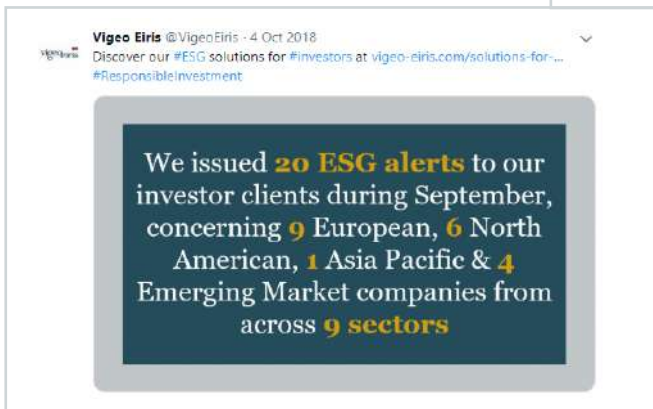 Vigeo Eiris @VigeoEiris · 4 Oct 2018
vigeoeiris
Discover our #ESG solutions for #investors at vigeo-eiris.com/solutions-for-...
#ResponsibleInvestment
We issued 20 ESG alerts to our
investor clients during September,
concerning 9 European, 6 North
American, 1 Asia Pacific & 4
Emerging Market companies from
across 9 sectors